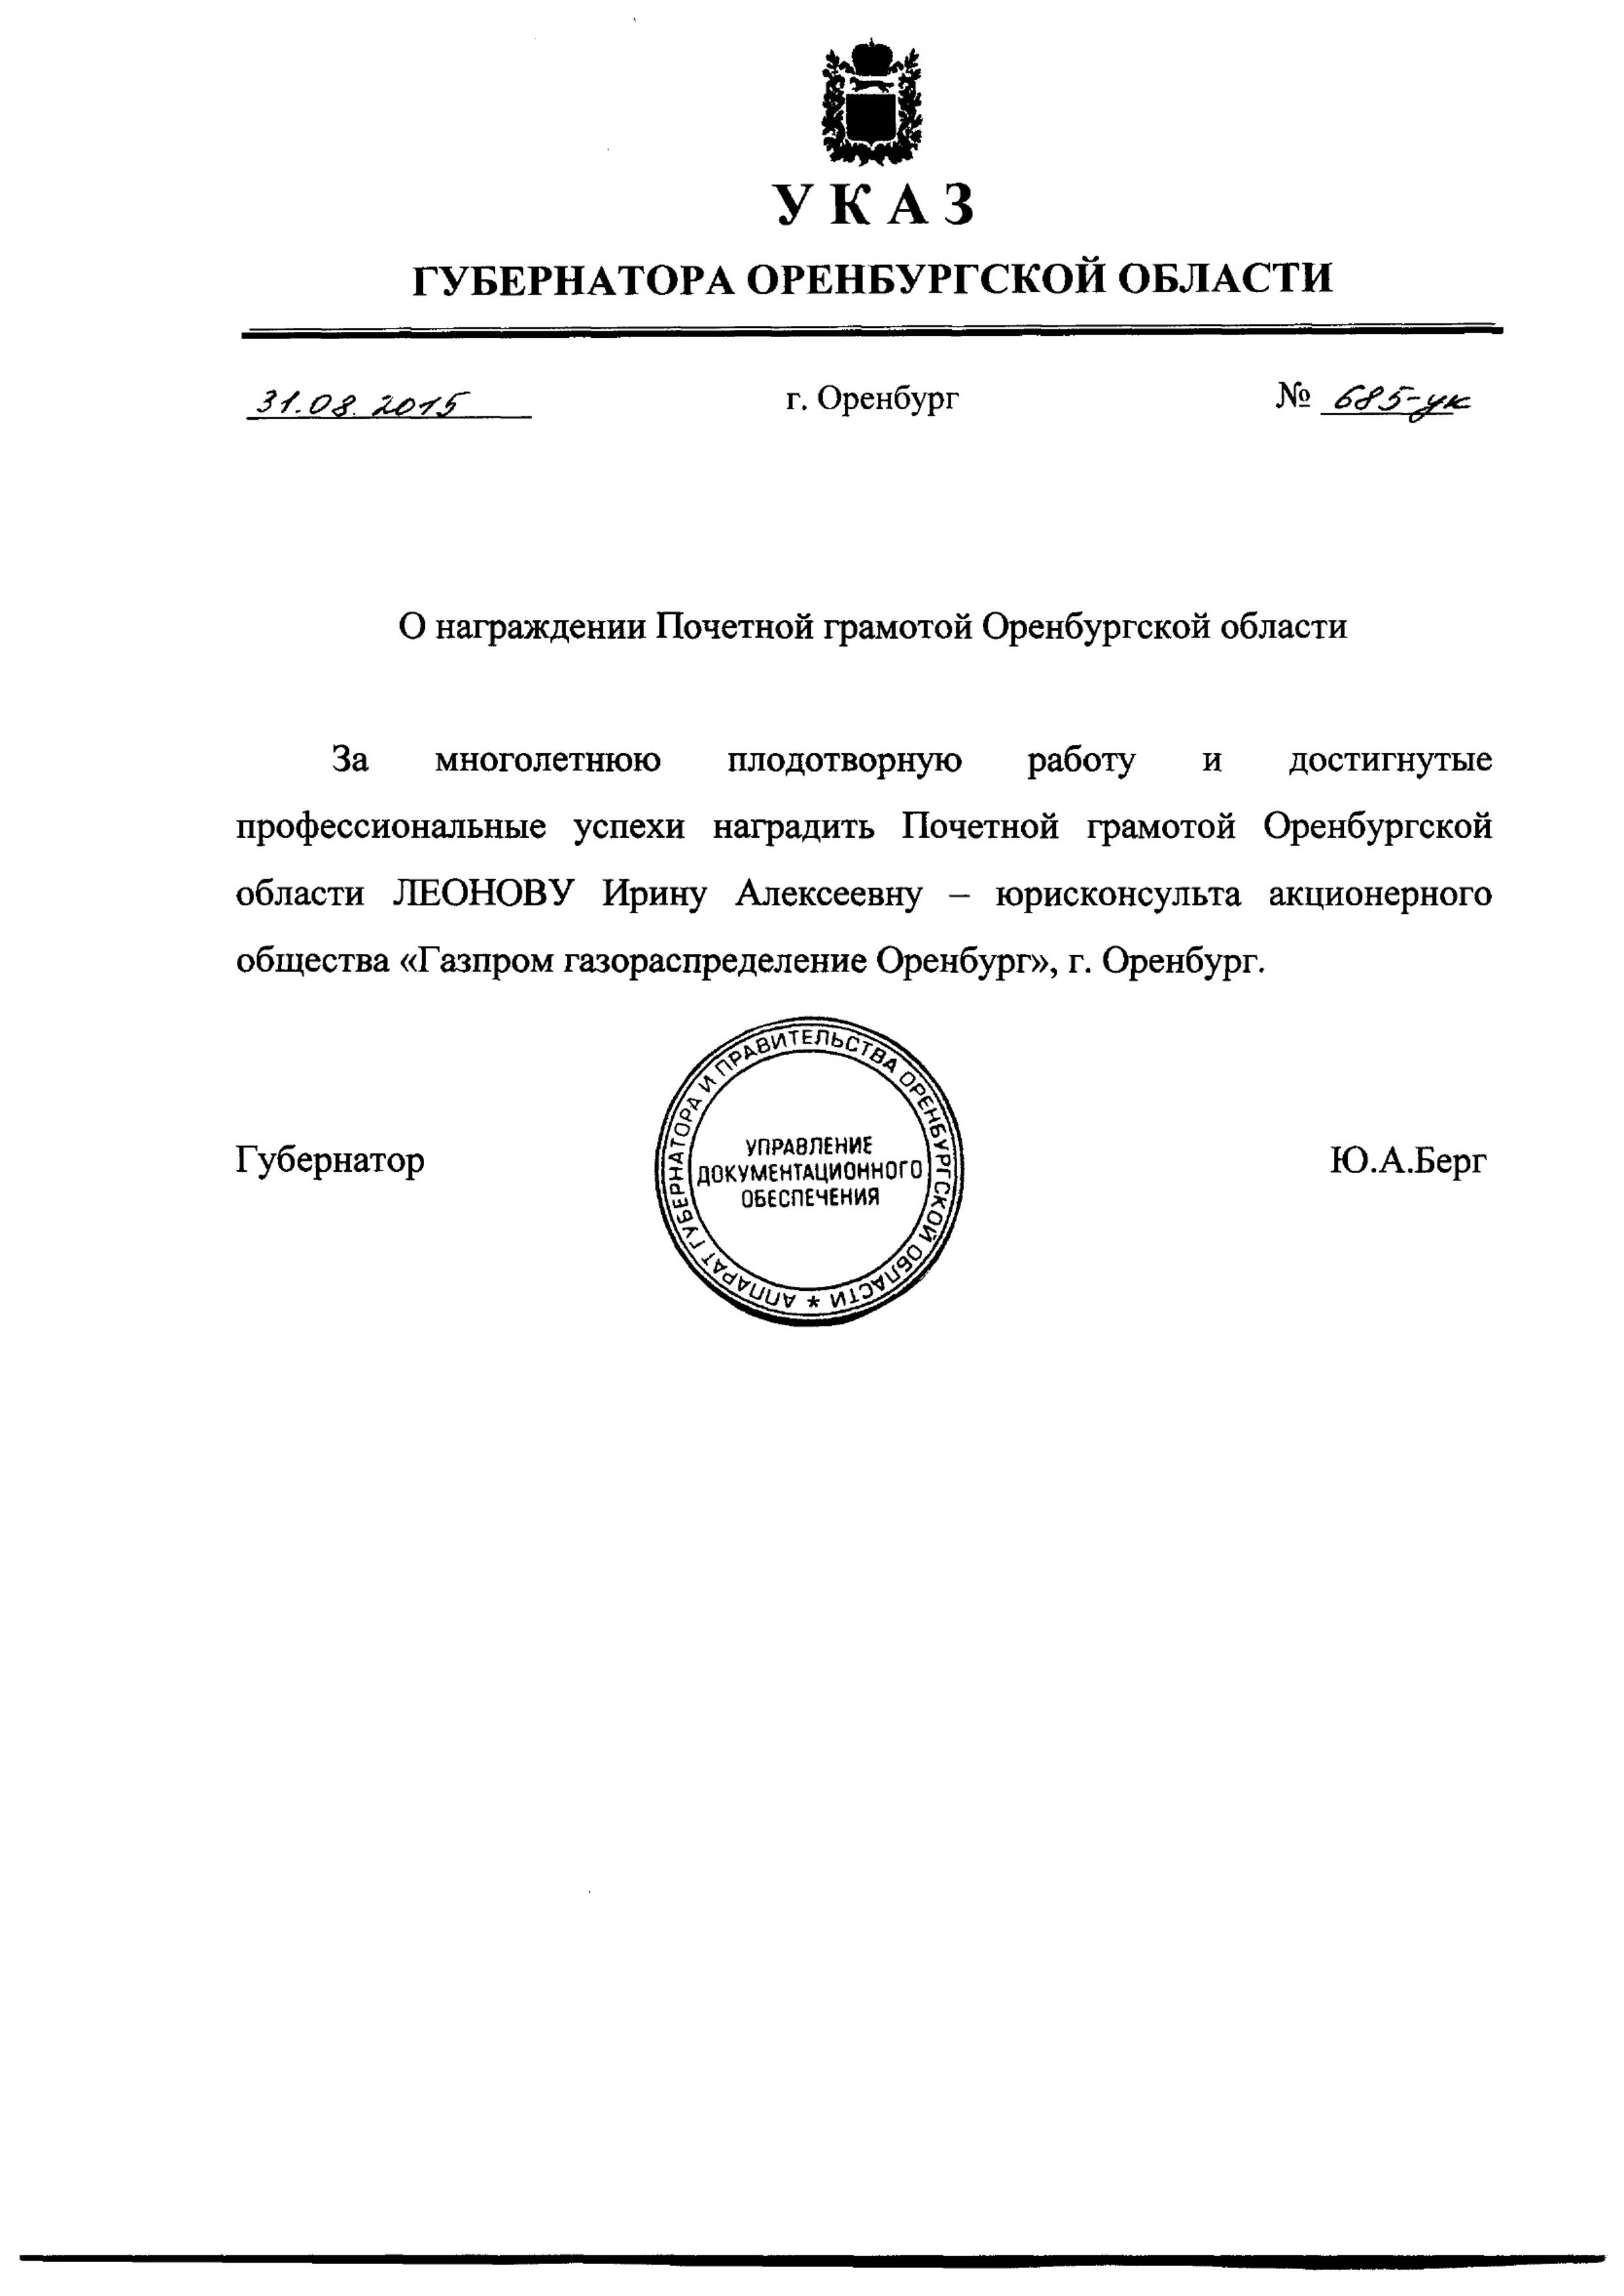 У К А З
ГУБЕРНАТОРА ОРЕНБУРГСКОЙ ОБЛАСТИ
31.08.2015 г. Оренбург № 685-ук
О награждении Почетной грамотой Оренбургской области
За многолетнюю плодотворную работу и достигнутые
профессиональные успехи наградить Почетной грамотой Оренбургской
области ЛЕОНОВУ Ирину Алексеевну – юрисконсульта акционерного
общества «Газпром газораспределение Оренбург», г. Оренбург.
АППАРАТ ГУБЕРНАТОРА И ПРАВИТЕЛЬСТВА ОРЕНБУРГСКОЙ ОБЛАСТИ *
УПРАВЛЕНИЕ
ДОКУМЕНТАЦИОННОГО
ОБЕСПЕЧЕНИЯ
Губернатор Ю.А.Берг